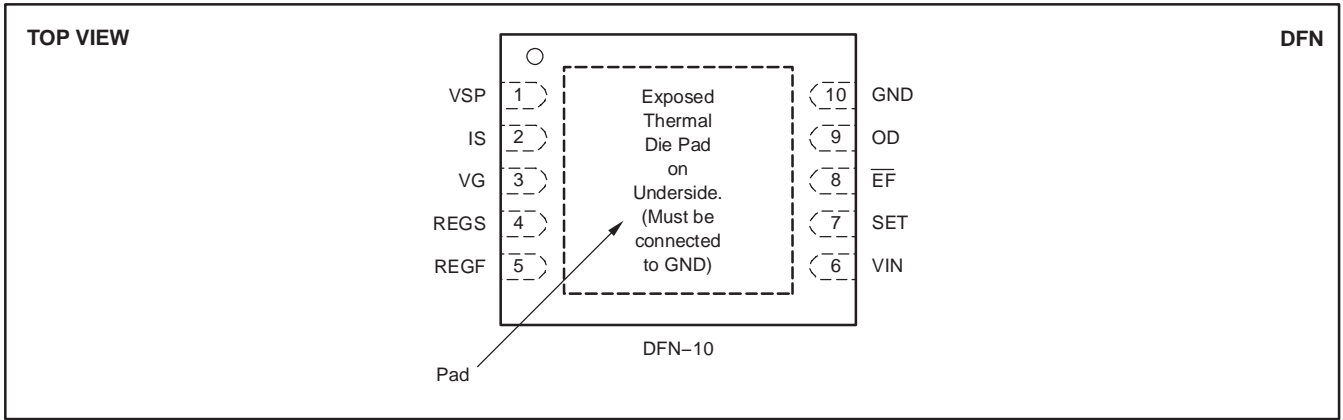 TOP VIEW
DFN
VSP 1
IS 2
VG 3
REGS 4
REGF 5
Exposed
Thermal
Die Pad
on
Underside.
(Must be
connected
to GND)
10 GND
9 OD
8 E̅F̅
7 SET
6 VIN
DFN–10
Pad